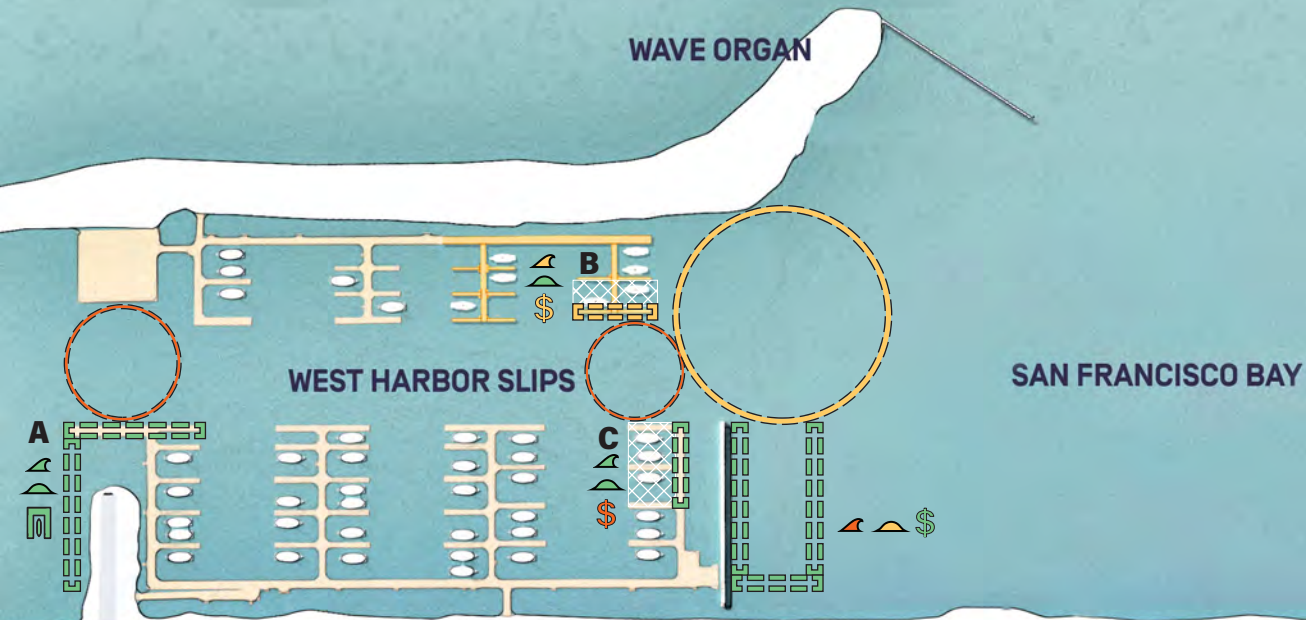 WAVE ORGAN
B
$
WEST HARBOR SLIPS
SAN FRANCISCO BAY
A
C
$
$